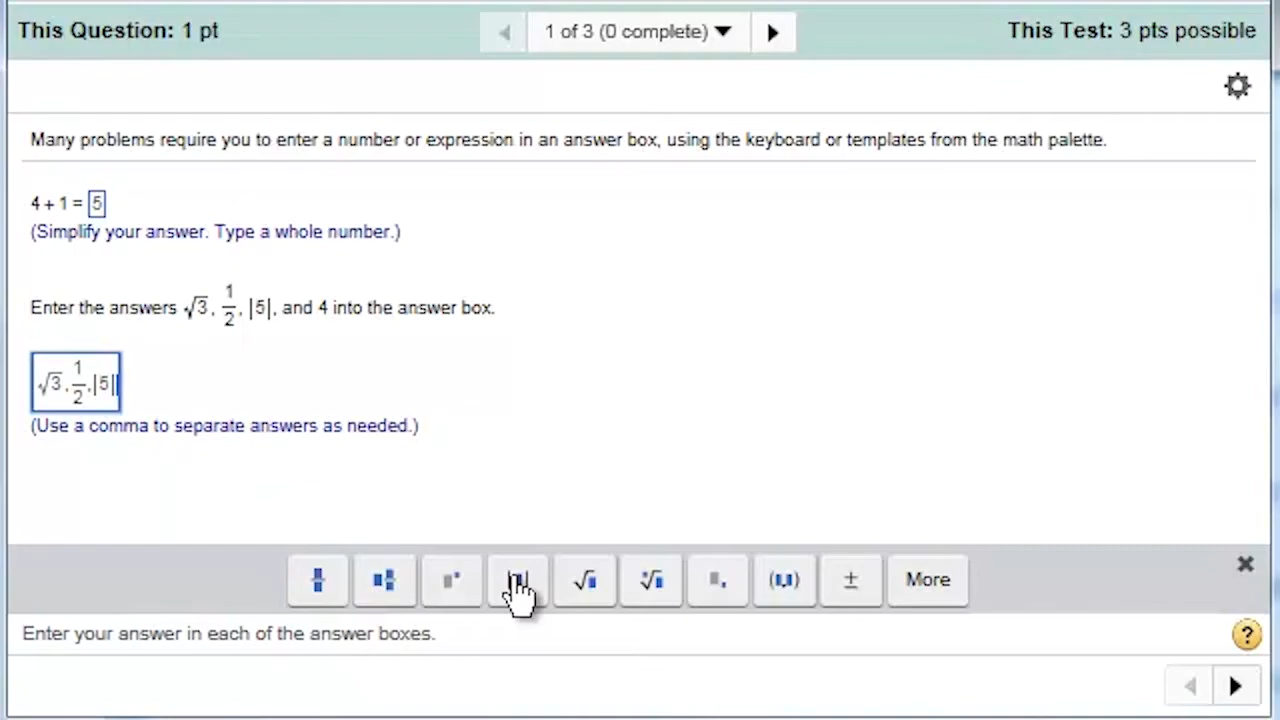 This Question: 1 pt
1 of 3 (0 complete)
This Test: 3 pts possible
Many problems require you to enter a number or expression in an answer box, using the keyboard or templates from the math palette.
4 + 1 = 5
(Simplify your answer. Type a whole number.)
Enter the answers √3, 1/2, |5|, and 4 into the answer box.
√3,1/2,|5|
(Use a comma to separate answers as needed.)
± More
Enter your answer in each of the answer boxes.
?